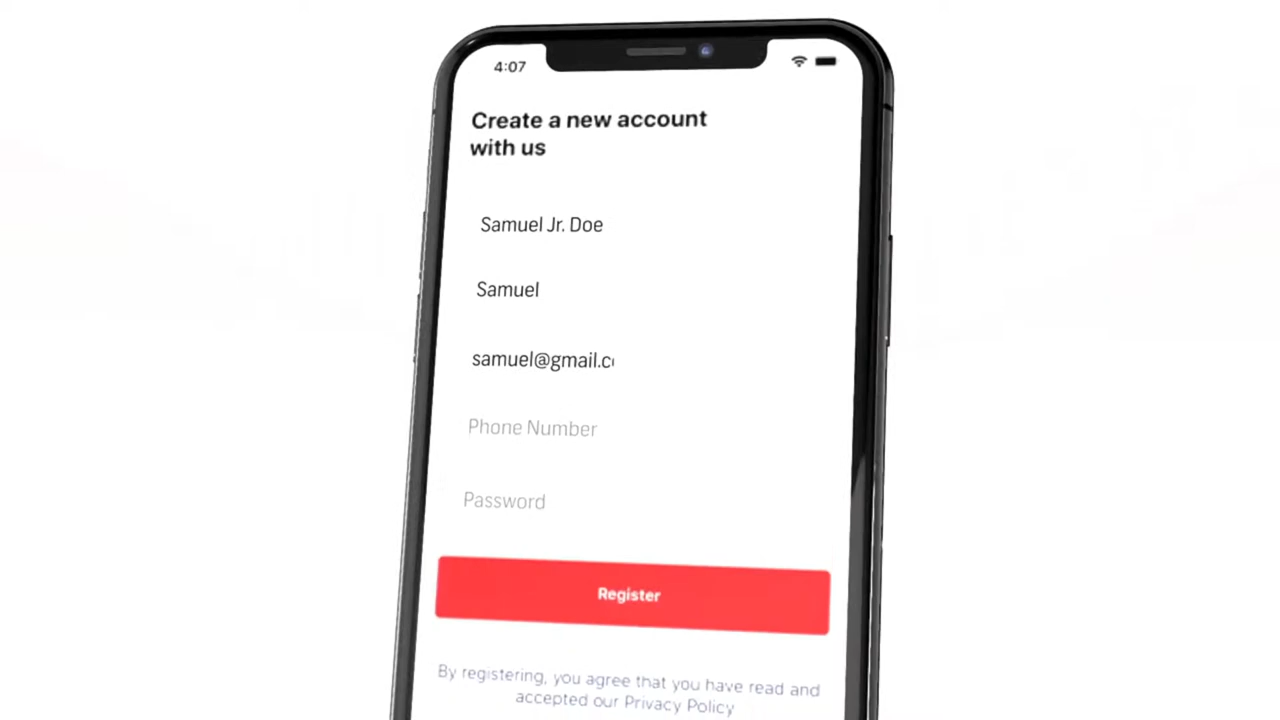 4:07
Create a new account
with us
Samuel Jr. Doe
Samuel
samuel@gmail.c
Phone Number
Password
Register
By registering, you agree that you have read and
accepted our Privacy Policy